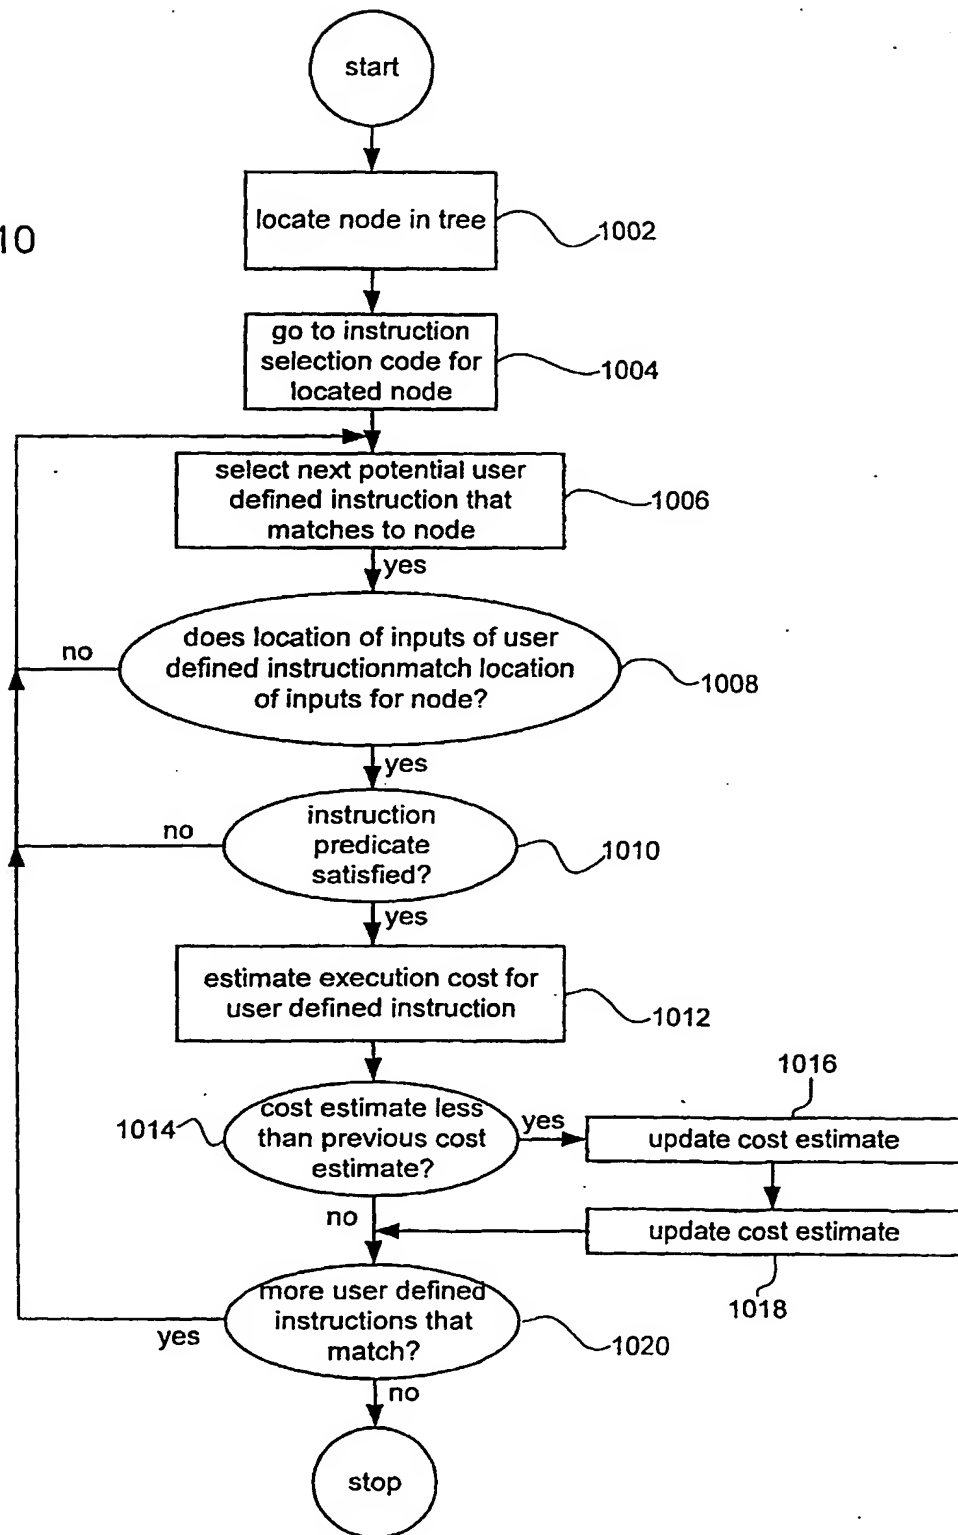 start
locate node in tree
1002
10
go to instruction
selection code for
located node
1004
select next potential user
defined instruction that
matches to node
1006
yes
does location of inputs of user
defined instructionmatch location
of inputs for node?
no
1008
yes
instruction
predicate
satisfied?
no
1010
yes
estimate execution cost for
user defined instruction
1012
cost estimate less
than previous cost
estimate?
1014
yes
1016
update cost estimate
no
update cost estimate
1018
more user defined
instructions that
match?
yes
1020
no
stop